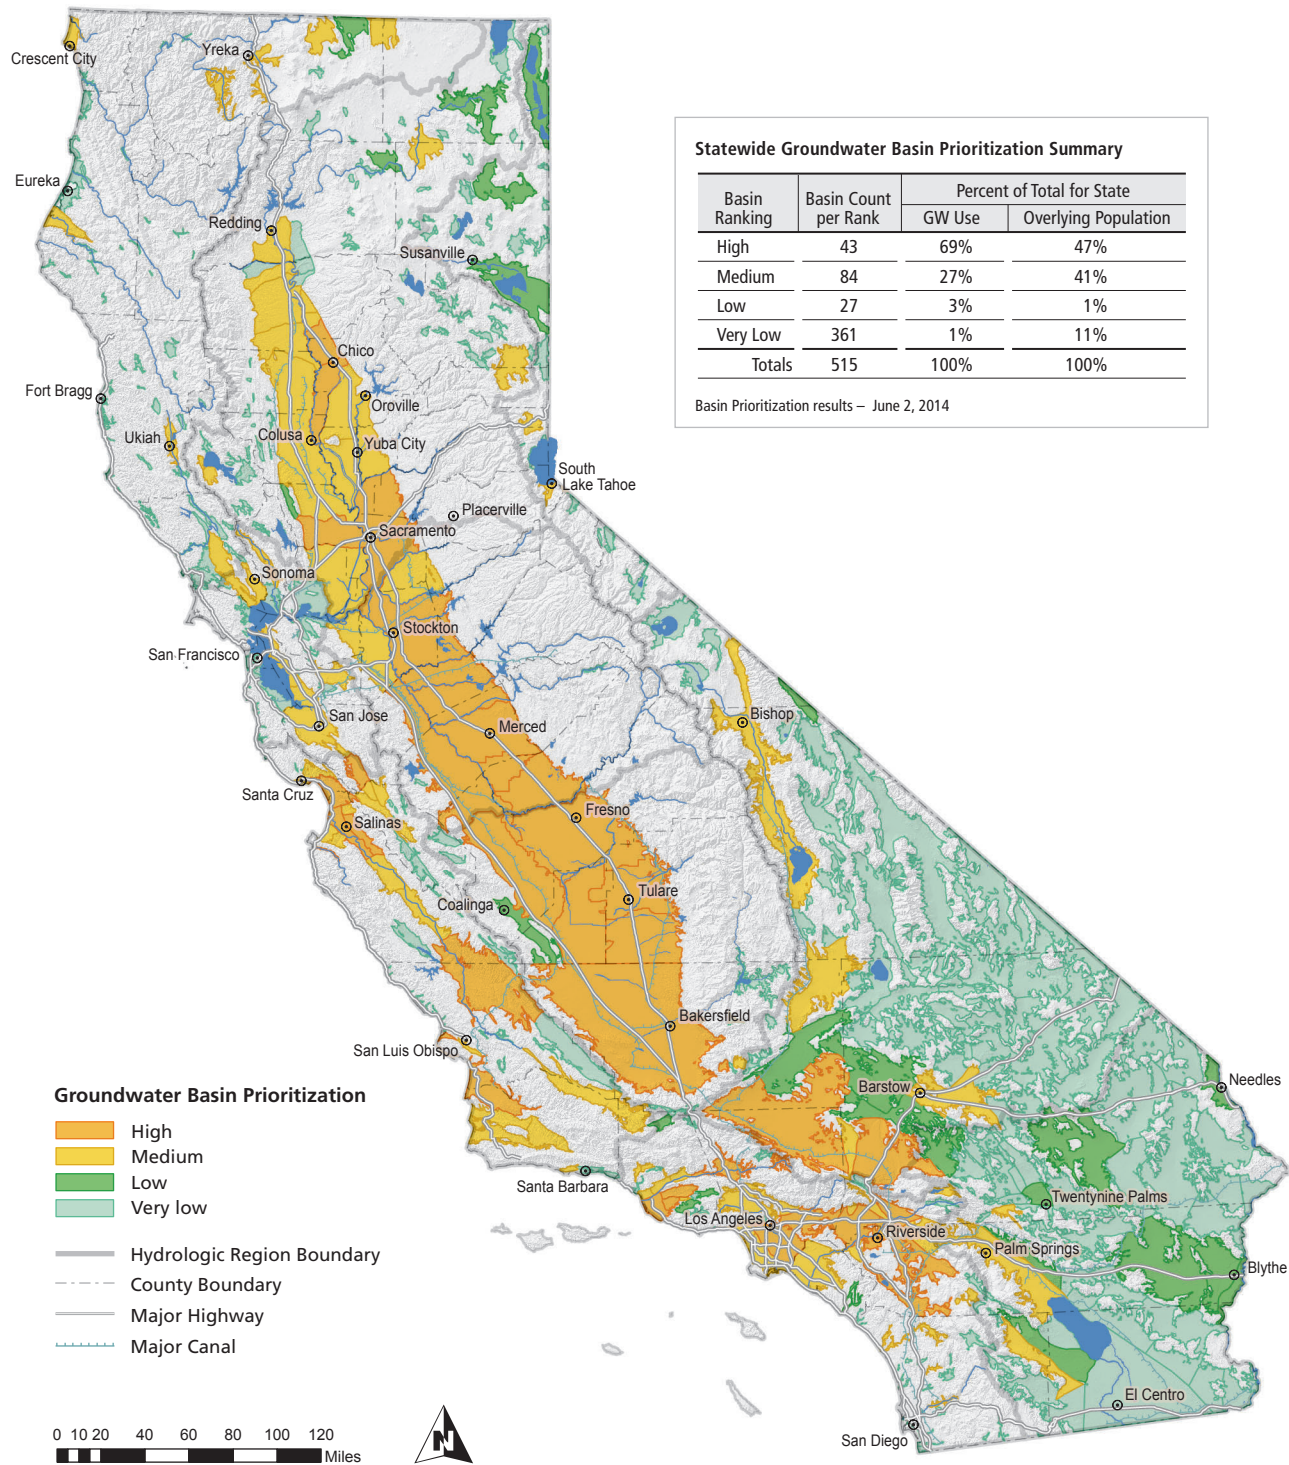 Crescent City
Yreka
Eureka
Redding
Susanville
Chico
Fort Bragg
Oroville
Ukiah
Colusa
Yuba City
South
Lake Tahoe
Placerville
Sacramento
Sonoma
Stockton
San Francisco
San Jose
Merced
Bishop
Santa Cruz
Salinas
Fresno
Tulare
Coalinga
Bakersfield
San Luis Obispo
Barstow
Needles
Santa Barbara
Twentynine Palms
Los Angeles
Riverside
Palm Springs
Blythe
El Centro
San Diego
Statewide Groundwater Basin Prioritization Summary
Basin Ranking Basin Count per Rank Percent of Total for State
GW Use Overlying Population
High 43 69% 47%
Medium 84 27% 41%
Low 27 3% 1%
Very Low 361 1% 11%
Totals 515 100% 100%
Basin Prioritization results – June 2, 2014
Groundwater Basin Prioritization
High
Medium
Low
Very low
Hydrologic Region Boundary
County Boundary
Major Highway
Major Canal
0 10 20 40 60 80 100 120
Miles
N